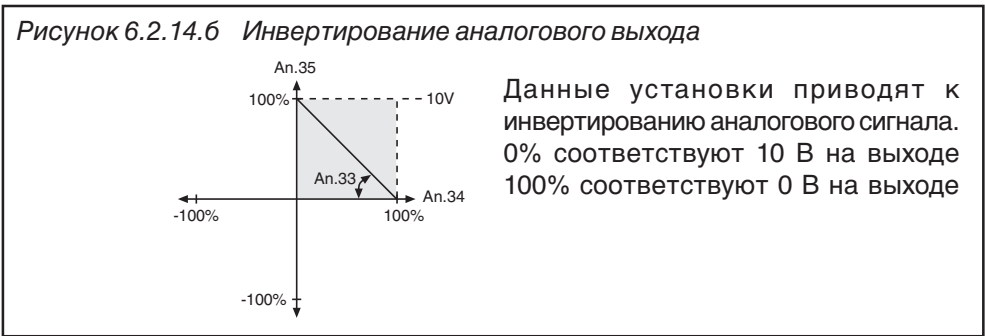 Рисунок 6.2.14.б Инвертирование аналогового выхода
An.35
100%
10V
An.33
An.34
-100%
100%
-100%
Данные установки приводят к
инвертированию аналогового сигнала.
0% соответствуют 10 В на выходе
100% соответствуют 0 В на выходе